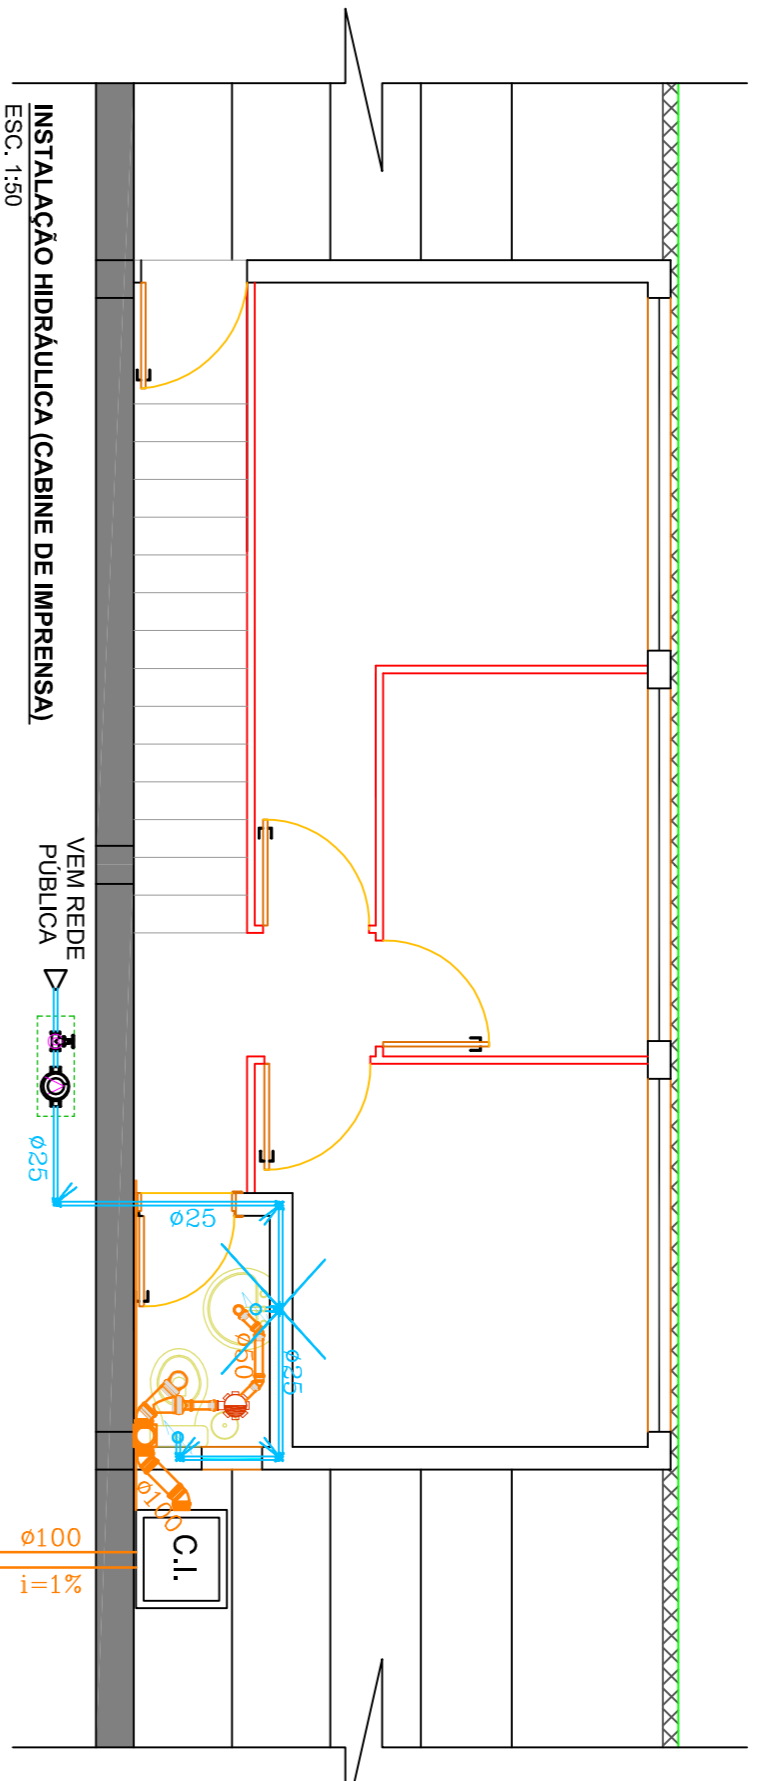 INSTALAÇÃO HIDRÁULICA (CABINE DE IMPRENSA)
ESC. 1:50
VEM REDE
PÚBLICA
ø25
ø25
ø50
ø25
ø100
C.I.
ø100
i=1%